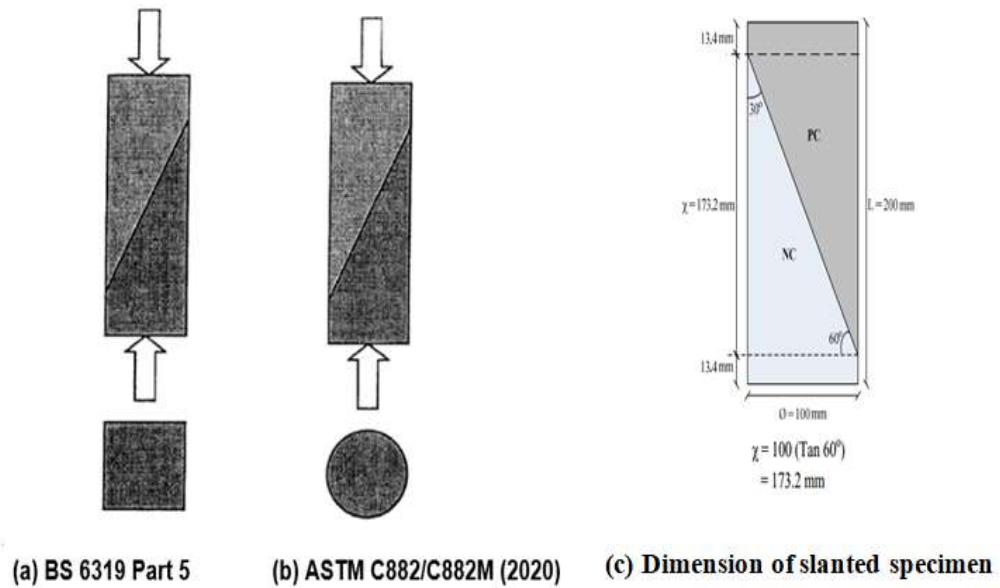 13.4 mm
30°
PC
χ = 173.2 mm
L = 200 mm
NC
60°
13.4 mm
Ø = 100 mm
χ = 100 (Tan 60°)
= 173.2 mm
(a) BS 6319 Part 5
(b) ASTM C882/C882M (2020)
(c) Dimension of slanted specimen